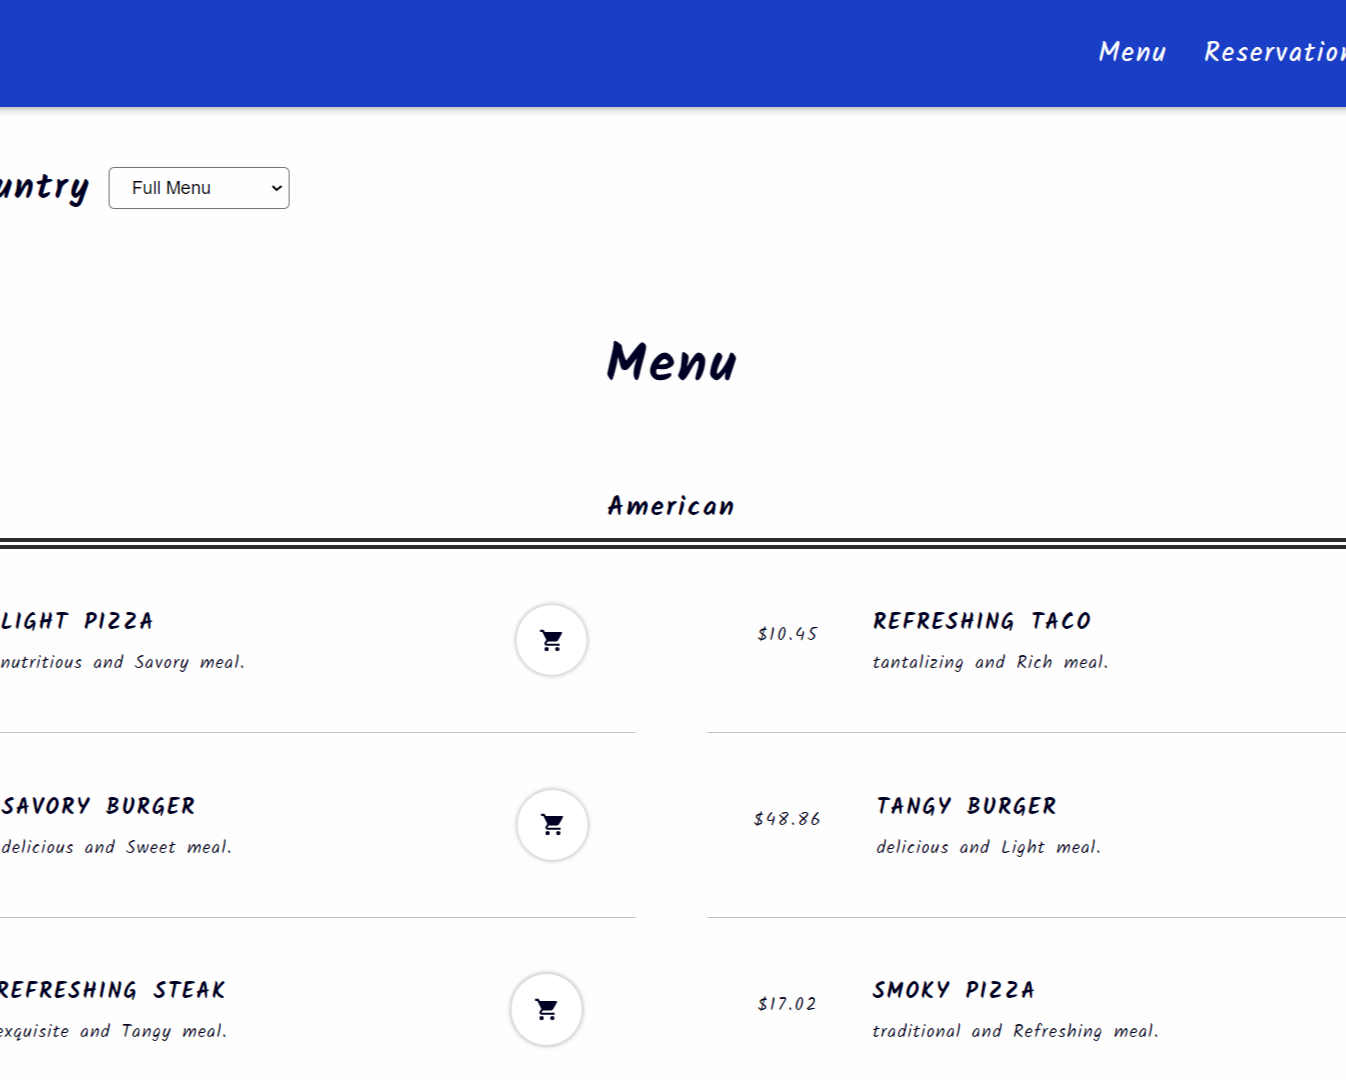 Menu Reservation
untry Full Menu
Menu
American
LIGHT PIZZA
nutritious and Savory meal.
$10.45 REFRESHING TACO
tantalizing and Rich meal.
SAVORY BURGER
delicious and Sweet meal.
$48.86 TANGY BURGER
delicious and Light meal.
REFRESHING STEAK
exquisite and Tangy meal.
$17.02 SMOKY PIZZA
traditional and Refreshing meal.